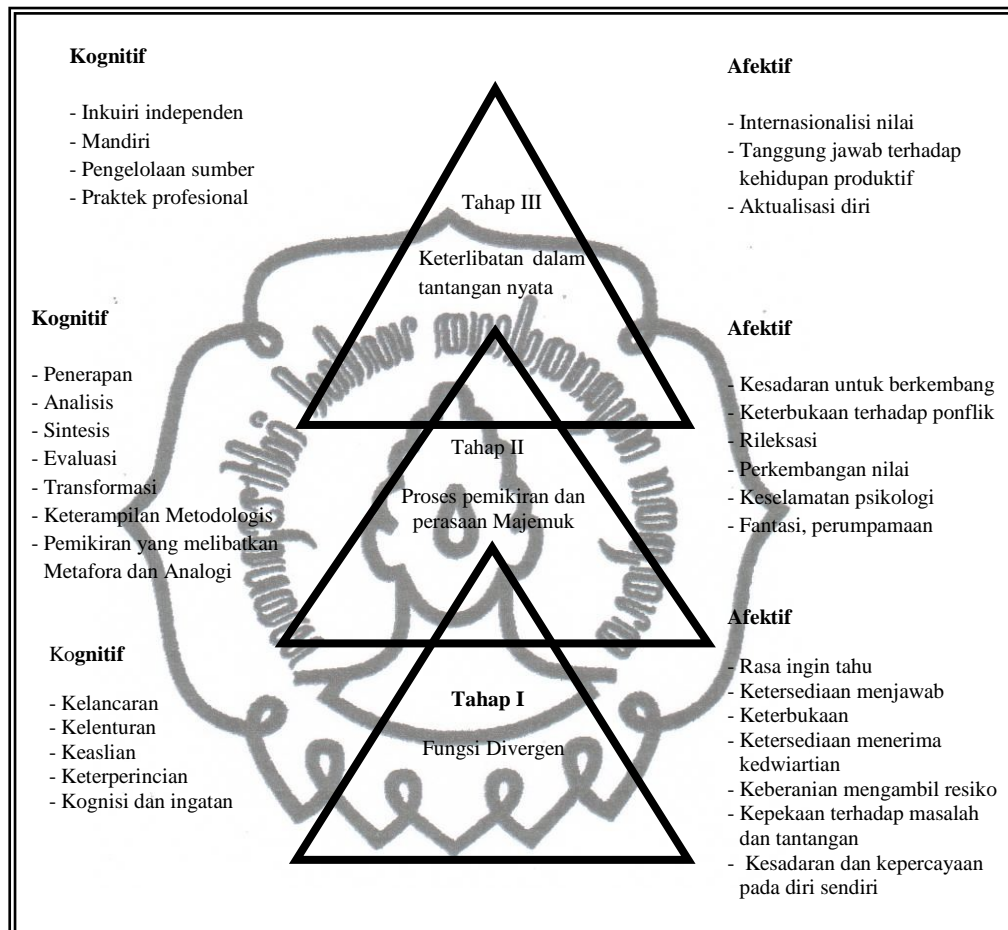 Kognitif
- Inkuiri independen
- Mandiri
- Pengelolaan sumber
- Praktek profesional
Afektif
- Internasionalisi nilai
- Tanggung jawab terhadap
kehidupan produktif
- Aktualisasi diri
Tahap III
Keterlibatan dalam
tantangan nyata
Kognitif
- Penerapan
- Analisis
- Sintesis
- Evaluasi
- Transformasi
- Keterampilan Metodologis
- Pemikiran yang melibatkan
Metafora dan Analogi
Tahap II
Proses pemikiran dan
perasaan Majemuk
Afektif
- Kesadaran untuk berkembang
- Keterbukaan terhadap ponflik
- Rileksasi
- Perkembangan nilai
- Keselamatan psikologi
- Fantasi, perumpamaan
Kognitif
- Kelancaran
- Kelenturan
- Keaslian
- Keterperincian
- Kognisi dan ingatan
Tahap I
Fungsi Divergen
Afektif
- Rasa ingin tahu
- Ketersediaan menjawab
- Keterbukaan
- Ketersediaan menerima
kedwiartian
- Keberanian mengambil resiko
- Kepekaan terhadap masalah
dan tantangan
- Kesadaran dan kepercayaan
pada diri sendiri